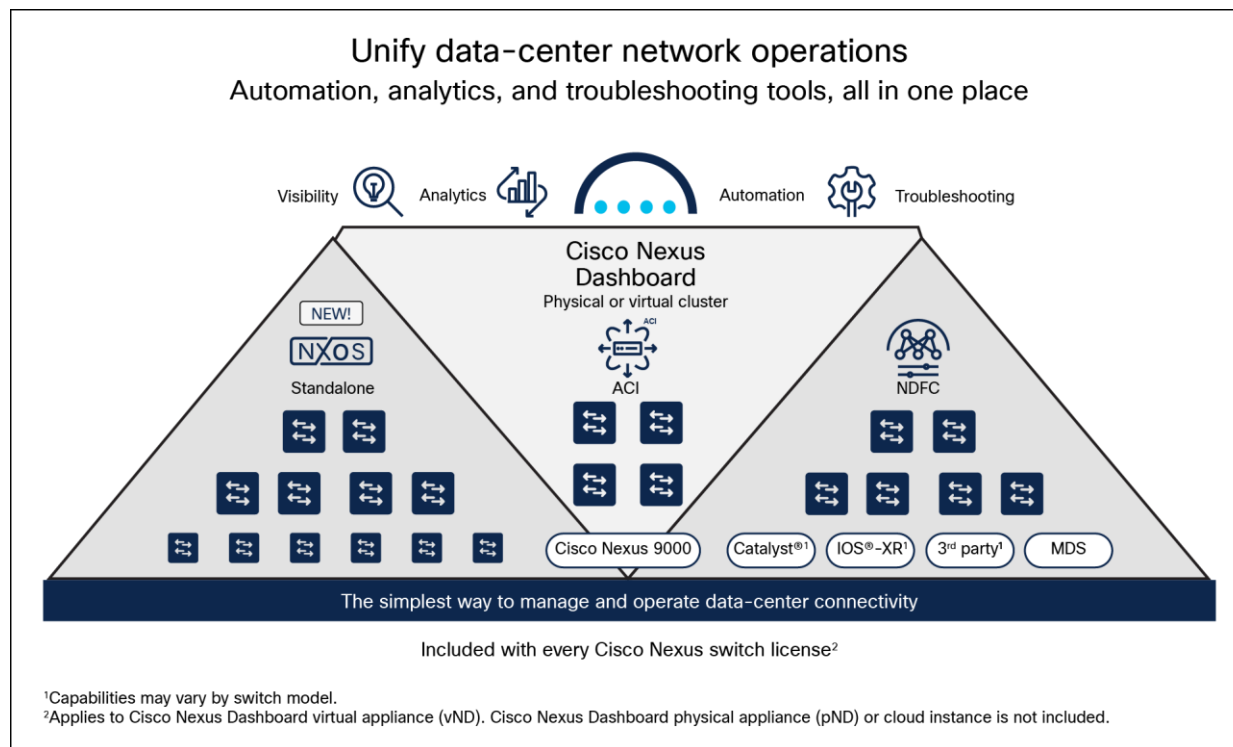 Unify data-center network operations
Automation, analytics, and troubleshooting tools, all in one place
Visibility
Analytics
Automation
Troubleshooting
Cisco Nexus
Dashboard
Physical or virtual cluster
NEW!
NXOS
Standalone
ACI
ACI
NDFC
Cisco Nexus 9000
Catalyst®¹
IOS®-XR¹
3ʳᵈ party¹
MDS
The simplest way to manage and operate data-center connectivity
Included with every Cisco Nexus switch license²
¹Capabilities may vary by switch model.
²Applies to Cisco Nexus Dashboard virtual appliance (vND). Cisco Nexus Dashboard physical appliance (pND) or cloud instance is not included.